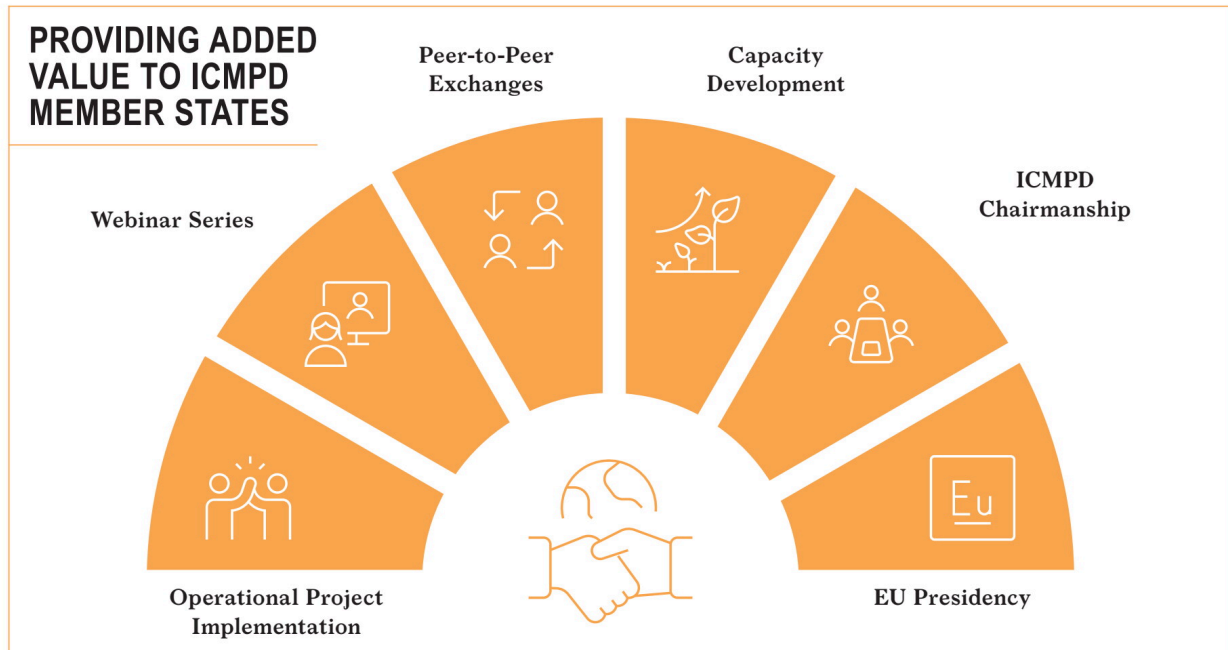 PROVIDING ADDED
VALUE TO ICMPD
MEMBER STATES
Peer-to-Peer
Exchanges
Capacity
Development
Webinar Series
ICMPD
Chairmanship
Eu
Operational Project
Implementation
EU Presidency